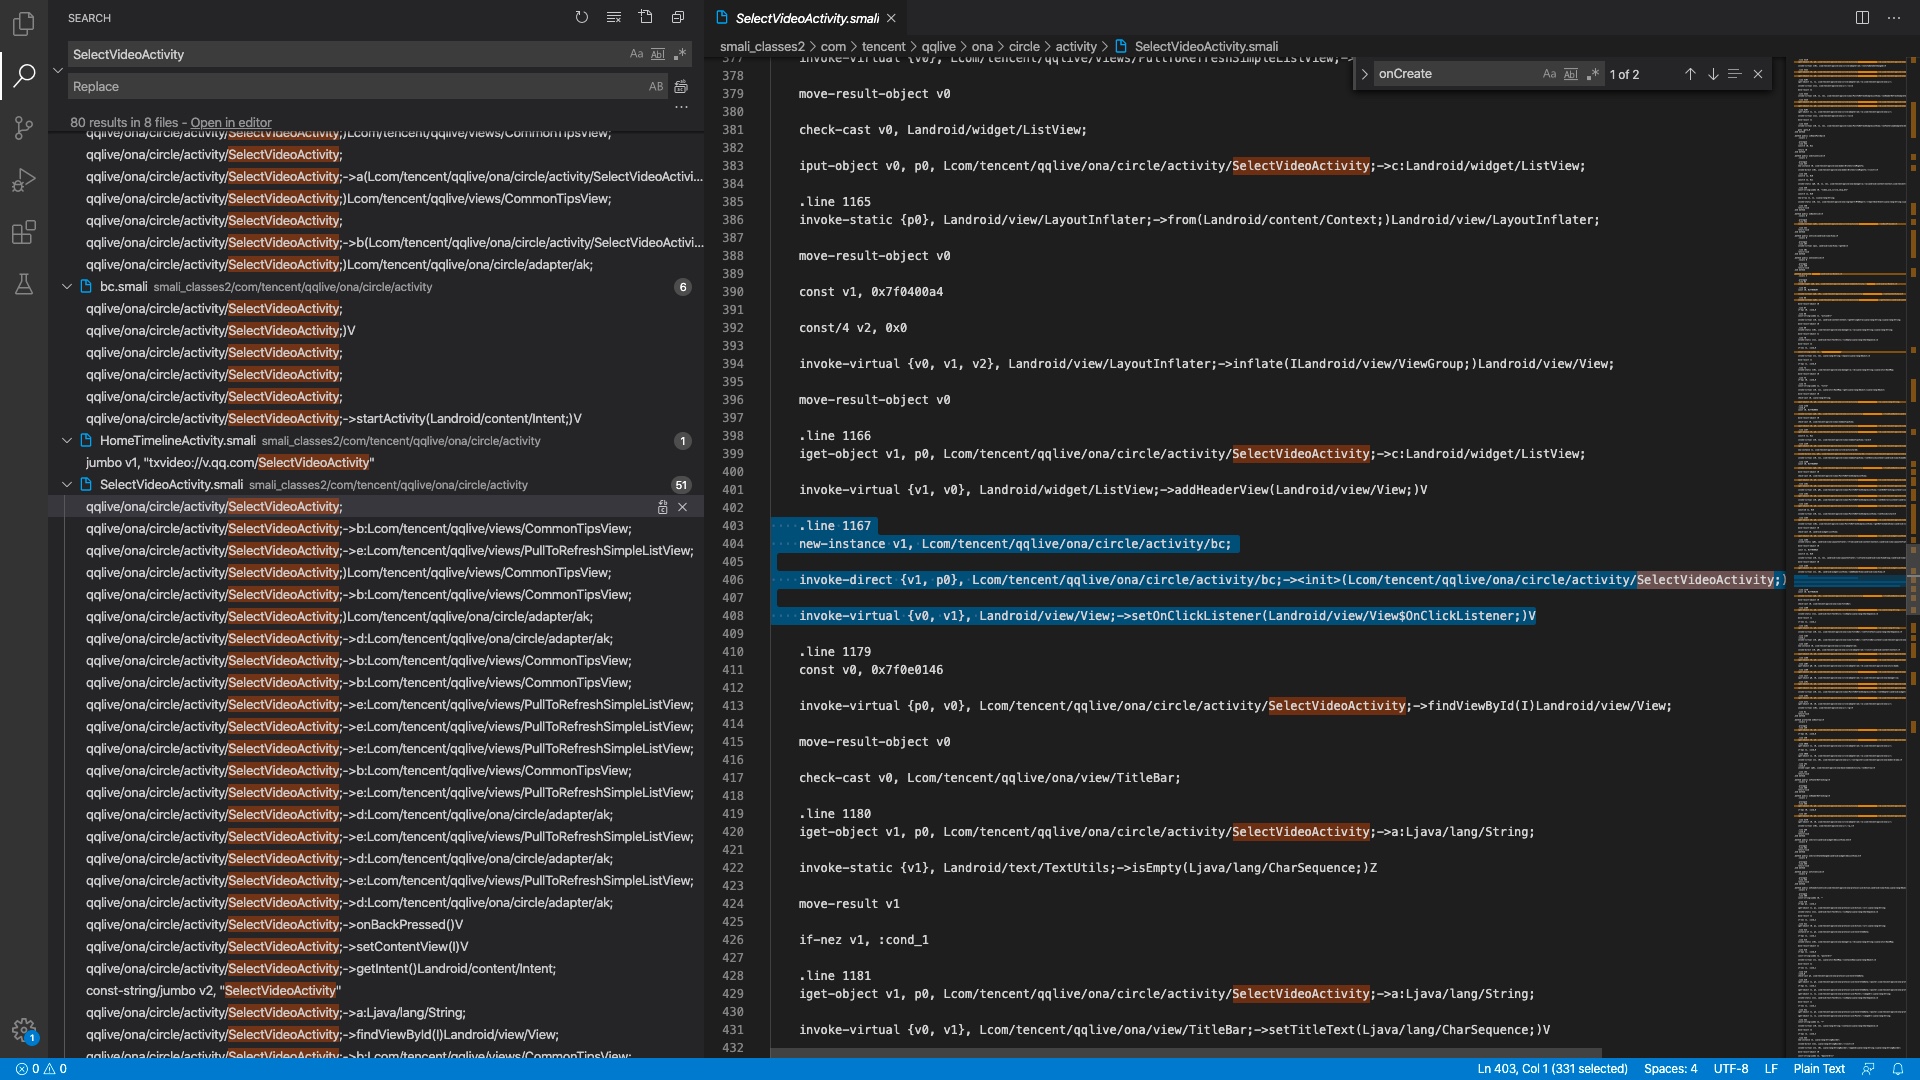 SEARCH
SelectVideoActivity
Aa
Abl
Replace
AB
80 results in 8 files - Open in editor
qqlive/ona/circle/activity/SelectVideoActivity;)Lcom/tencent/qqlive/views/CommonTipsView;
qqlive/ona/circle/activity/SelectVideoActivity;
qqlive/ona/circle/activity/SelectVideoActivity;->a(Lcom/tencent/qqlive/ona/circle/activity/SelectVideoActivi...
qqlive/ona/circle/activity/SelectVideoActivity;)Lcom/tencent/qqlive/views/CommonTipsView;
qqlive/ona/circle/activity/SelectVideoActivity;
qqlive/ona/circle/activity/SelectVideoActivity;->b(Lcom/tencent/qqlive/ona/circle/activity/SelectVideoActivi...
qqlive/ona/circle/activity/SelectVideoActivity;)Lcom/tencent/qqlive/ona/circle/adapter/ak;
bc.smali smali_classes2/com/tencent/qqlive/ona/circle/activity 6
qqlive/ona/circle/activity/SelectVideoActivity;
qqlive/ona/circle/activity/SelectVideoActivity;)V
qqlive/ona/circle/activity/SelectVideoActivity;
qqlive/ona/circle/activity/SelectVideoActivity;
qqlive/ona/circle/activity/SelectVideoActivity;
qqlive/ona/circle/activity/SelectVideoActivity;->startActivity(Landroid/content/Intent;)V
HomeTimelineActivity.smali smali_classes2/com/tencent/qqlive/ona/circle/activity 1
jumbo v1, "txvideo://v.qq.com/SelectVideoActivity"
SelectVideoActivity.smali smali_classes2/com/tencent/qqlive/ona/circle/activity 51
qqlive/ona/circle/activity/SelectVideoActivity;
qqlive/ona/circle/activity/SelectVideoActivity;->b:Lcom/tencent/qqlive/views/CommonTipsView;
qqlive/ona/circle/activity/SelectVideoActivity;->e:Lcom/tencent/qqlive/views/PullToRefreshSimpleListView;
qqlive/ona/circle/activity/SelectVideoActivity;)Lcom/tencent/qqlive/views/CommonTipsView;
qqlive/ona/circle/activity/SelectVideoActivity;->b:Lcom/tencent/qqlive/views/CommonTipsView;
qqlive/ona/circle/activity/SelectVideoActivity;)Lcom/tencent/qqlive/ona/circle/adapter/ak;
qqlive/ona/circle/activity/SelectVideoActivity;->d:Lcom/tencent/qqlive/ona/circle/adapter/ak;
qqlive/ona/circle/activity/SelectVideoActivity;->b:Lcom/tencent/qqlive/views/CommonTipsView;
qqlive/ona/circle/activity/SelectVideoActivity;->b:Lcom/tencent/qqlive/views/CommonTipsView;
qqlive/ona/circle/activity/SelectVideoActivity;->e:Lcom/tencent/qqlive/views/PullToRefreshSimpleListView;
qqlive/ona/circle/activity/SelectVideoActivity;->e:Lcom/tencent/qqlive/views/PullToRefreshSimpleListView;
qqlive/ona/circle/activity/SelectVideoActivity;->e:Lcom/tencent/qqlive/views/PullToRefreshSimpleListView;
qqlive/ona/circle/activity/SelectVideoActivity;->b:Lcom/tencent/qqlive/views/CommonTipsView;
qqlive/ona/circle/activity/SelectVideoActivity;->e:Lcom/tencent/qqlive/views/PullToRefreshSimpleListView;
qqlive/ona/circle/activity/SelectVideoActivity;->d:Lcom/tencent/qqlive/ona/circle/adapter/ak;
qqlive/ona/circle/activity/SelectVideoActivity;->e:Lcom/tencent/qqlive/views/PullToRefreshSimpleListView;
qqlive/ona/circle/activity/SelectVideoActivity;->d:Lcom/tencent/qqlive/ona/circle/adapter/ak;
qqlive/ona/circle/activity/SelectVideoActivity;->e:Lcom/tencent/qqlive/views/PullToRefreshSimpleListView;
qqlive/ona/circle/activity/SelectVideoActivity;->d:Lcom/tencent/qqlive/ona/circle/adapter/ak;
qqlive/ona/circle/activity/SelectVideoActivity;->onBackPressed()V
qqlive/ona/circle/activity/SelectVideoActivity;->setContentView(I)V
qqlive/ona/circle/activity/SelectVideoActivity;->getIntent()Landroid/content/Intent;
const-string/jumbo v2, "SelectVideoActivity"
qqlive/ona/circle/activity/SelectVideoActivity;->a:Ljava/lang/String;
qqlive/ona/circle/activity/SelectVideoActivity;->findViewById(I)Landroid/view/View;
qqlive/ona/circle/activity/SelectVideoActivity;->b:Lcom/tencent/qqlive/views/CommonTipsView;
1
SelectVideoActivity.smali
smali_classes2 > com > tencent > qqlive > ona > circle > activity > SelectVideoActivity.smali
onCreate
Aa
Abl
1 of 2
377 invoke-virtual {v0}, Lcom/tencent/qqlive/views/PullToRefreshSimpleListView;->
378
379 move-result-object v0
380
381 check-cast v0, Landroid/widget/ListView;
382
383 iput-object v0, p0, Lcom/tencent/qqlive/ona/circle/activity/SelectVideoActivity;->c:Landroid/widget/ListView;
384
385 .line 1165
386 invoke-static {p0}, Landroid/view/LayoutInflater;->from(Landroid/content/Context;)Landroid/view/LayoutInflater;
387
388 move-result-object v0
389
390 const v1, 0x7f0400a4
391
392 const/4 v2, 0x0
393
394 invoke-virtual {v0, v1, v2}, Landroid/view/LayoutInflater;->inflate(ILandroid/view/ViewGroup;)Landroid/view/View;
395
396 move-result-object v0
397
398 .line 1166
399 iget-object v1, p0, Lcom/tencent/qqlive/ona/circle/activity/SelectVideoActivity;->c:Landroid/widget/ListView;
400
401 invoke-virtual {v1, v0}, Landroid/widget/ListView;->addHeaderView(Landroid/view/View;)V
402
403 .line 1167
404 new-instance v1, Lcom/tencent/qqlive/ona/circle/activity/bc;
405
406 invoke-direct {v1, p0}, Lcom/tencent/qqlive/ona/circle/activity/bc;-><init>(Lcom/tencent/qqlive/ona/circle/activity/SelectVideoActivity;)
407
408 invoke-virtual {v0, v1}, Landroid/view/View;->setOnClickListener(Landroid/view/View$OnClickListener;)V
409
410 .line 1179
411 const v0, 0x7f0e0146
412
413 invoke-virtual {p0, v0}, Lcom/tencent/qqlive/ona/circle/activity/SelectVideoActivity;->findViewById(I)Landroid/view/View;
414
415 move-result-object v0
416
417 check-cast v0, Lcom/tencent/qqlive/ona/view/TitleBar;
418
419 .line 1180
420 iget-object v1, p0, Lcom/tencent/qqlive/ona/circle/activity/SelectVideoActivity;->a:Ljava/lang/String;
421
422 invoke-static {v1}, Landroid/text/TextUtils;->isEmpty(Ljava/lang/CharSequence;)Z
423
424 move-result v1
425
426 if-nez v1, :cond_1
427
428 .line 1181
429 iget-object v1, p0, Lcom/tencent/qqlive/ona/circle/activity/SelectVideoActivity;->a:Ljava/lang/String;
430
431 invoke-virtual {v0, v1}, Lcom/tencent/qqlive/ona/view/TitleBar;->setTitleText(Ljava/lang/CharSequence;)V
432
0 0
Ln 403, Col 1 (331 selected) Spaces: 4 UTF-8 LF Plain Text